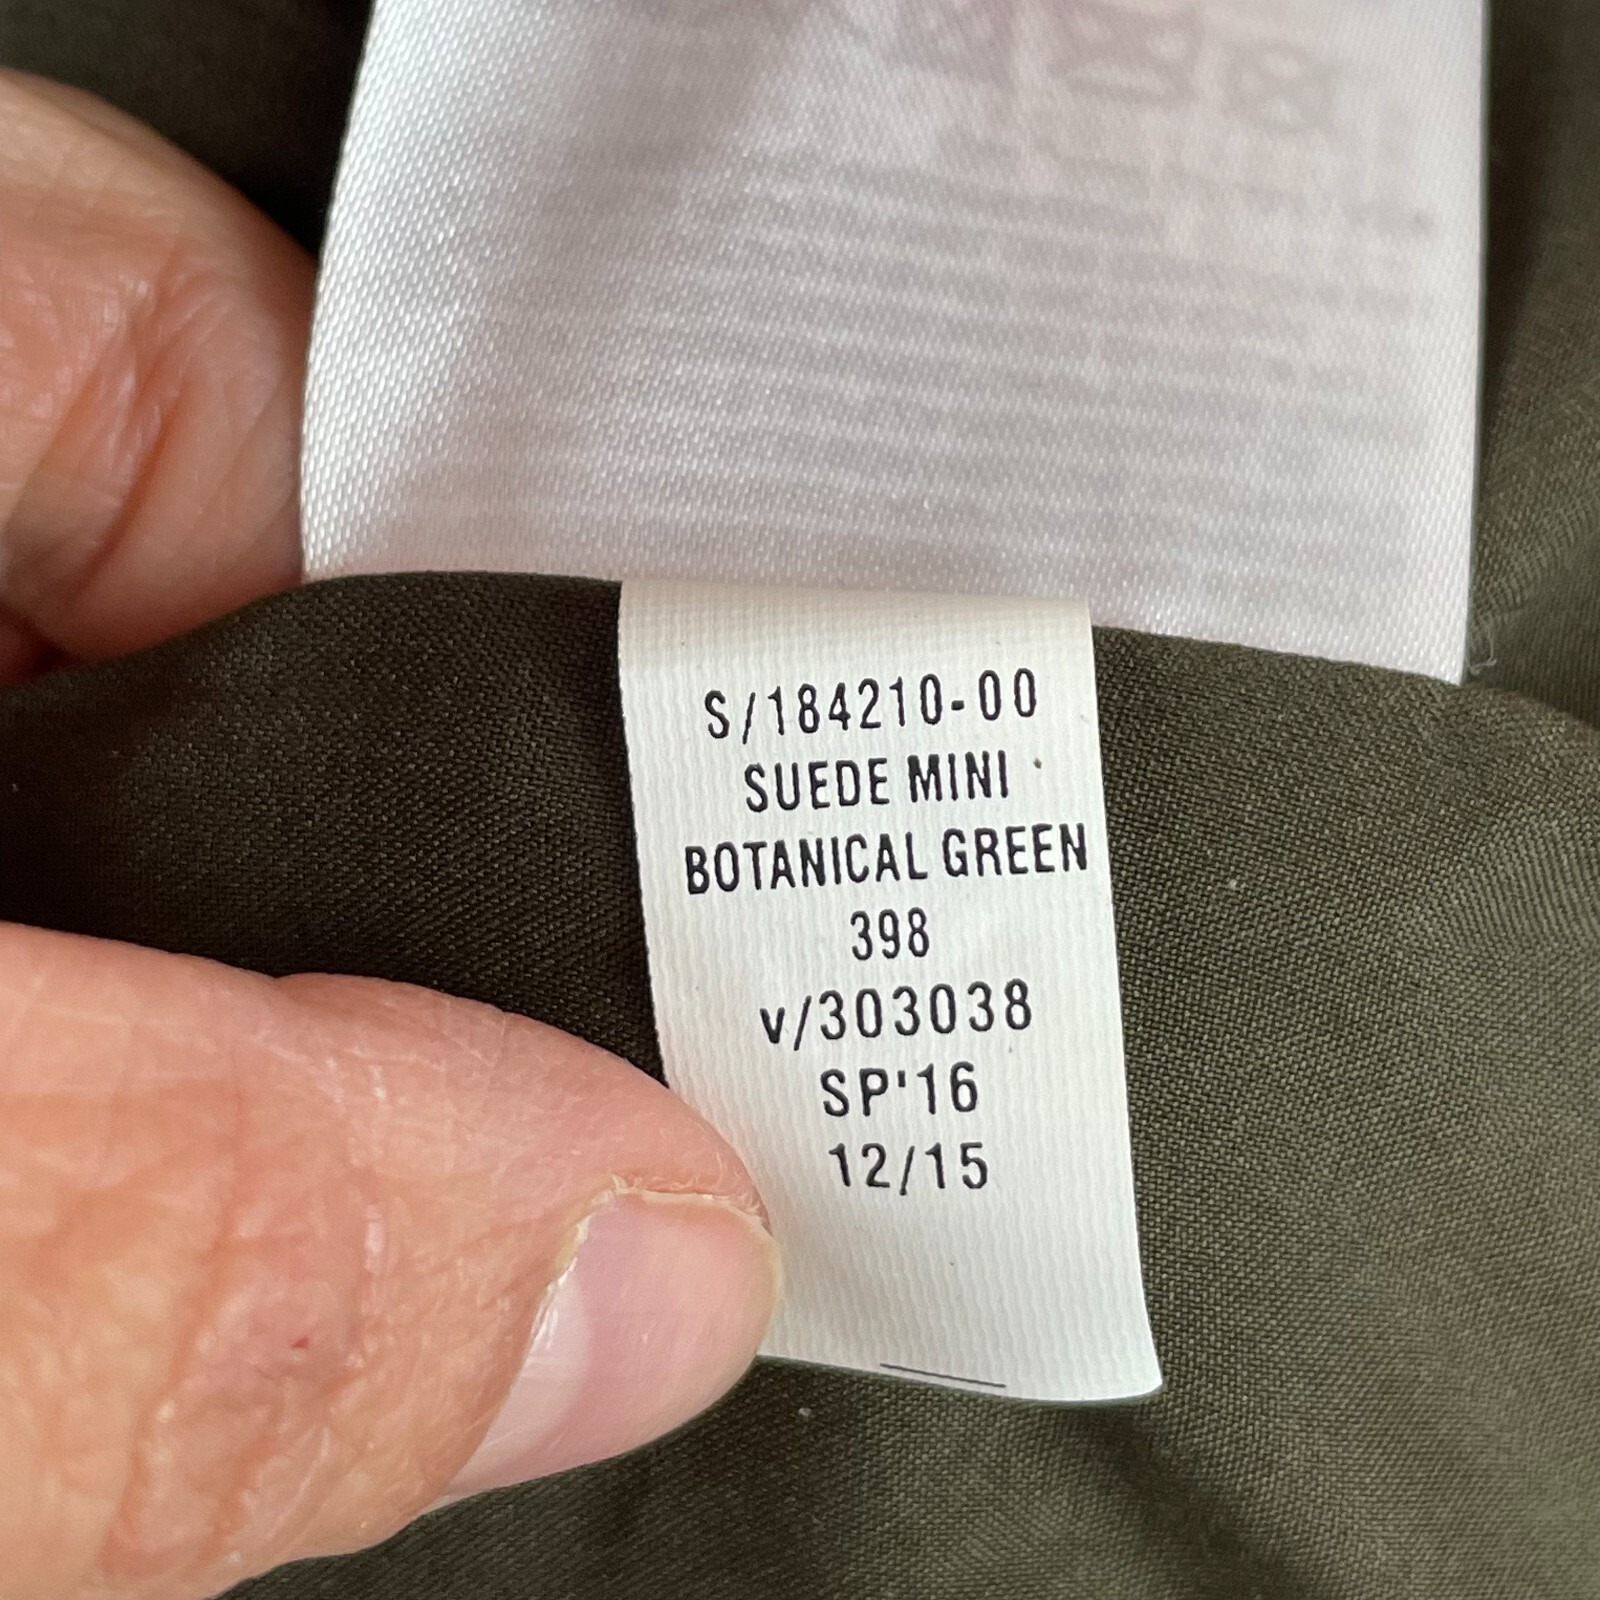 S/184210-00
SUEDE MINI
BOTANICAL GREEN
398
v/303038
SP'16
12/15